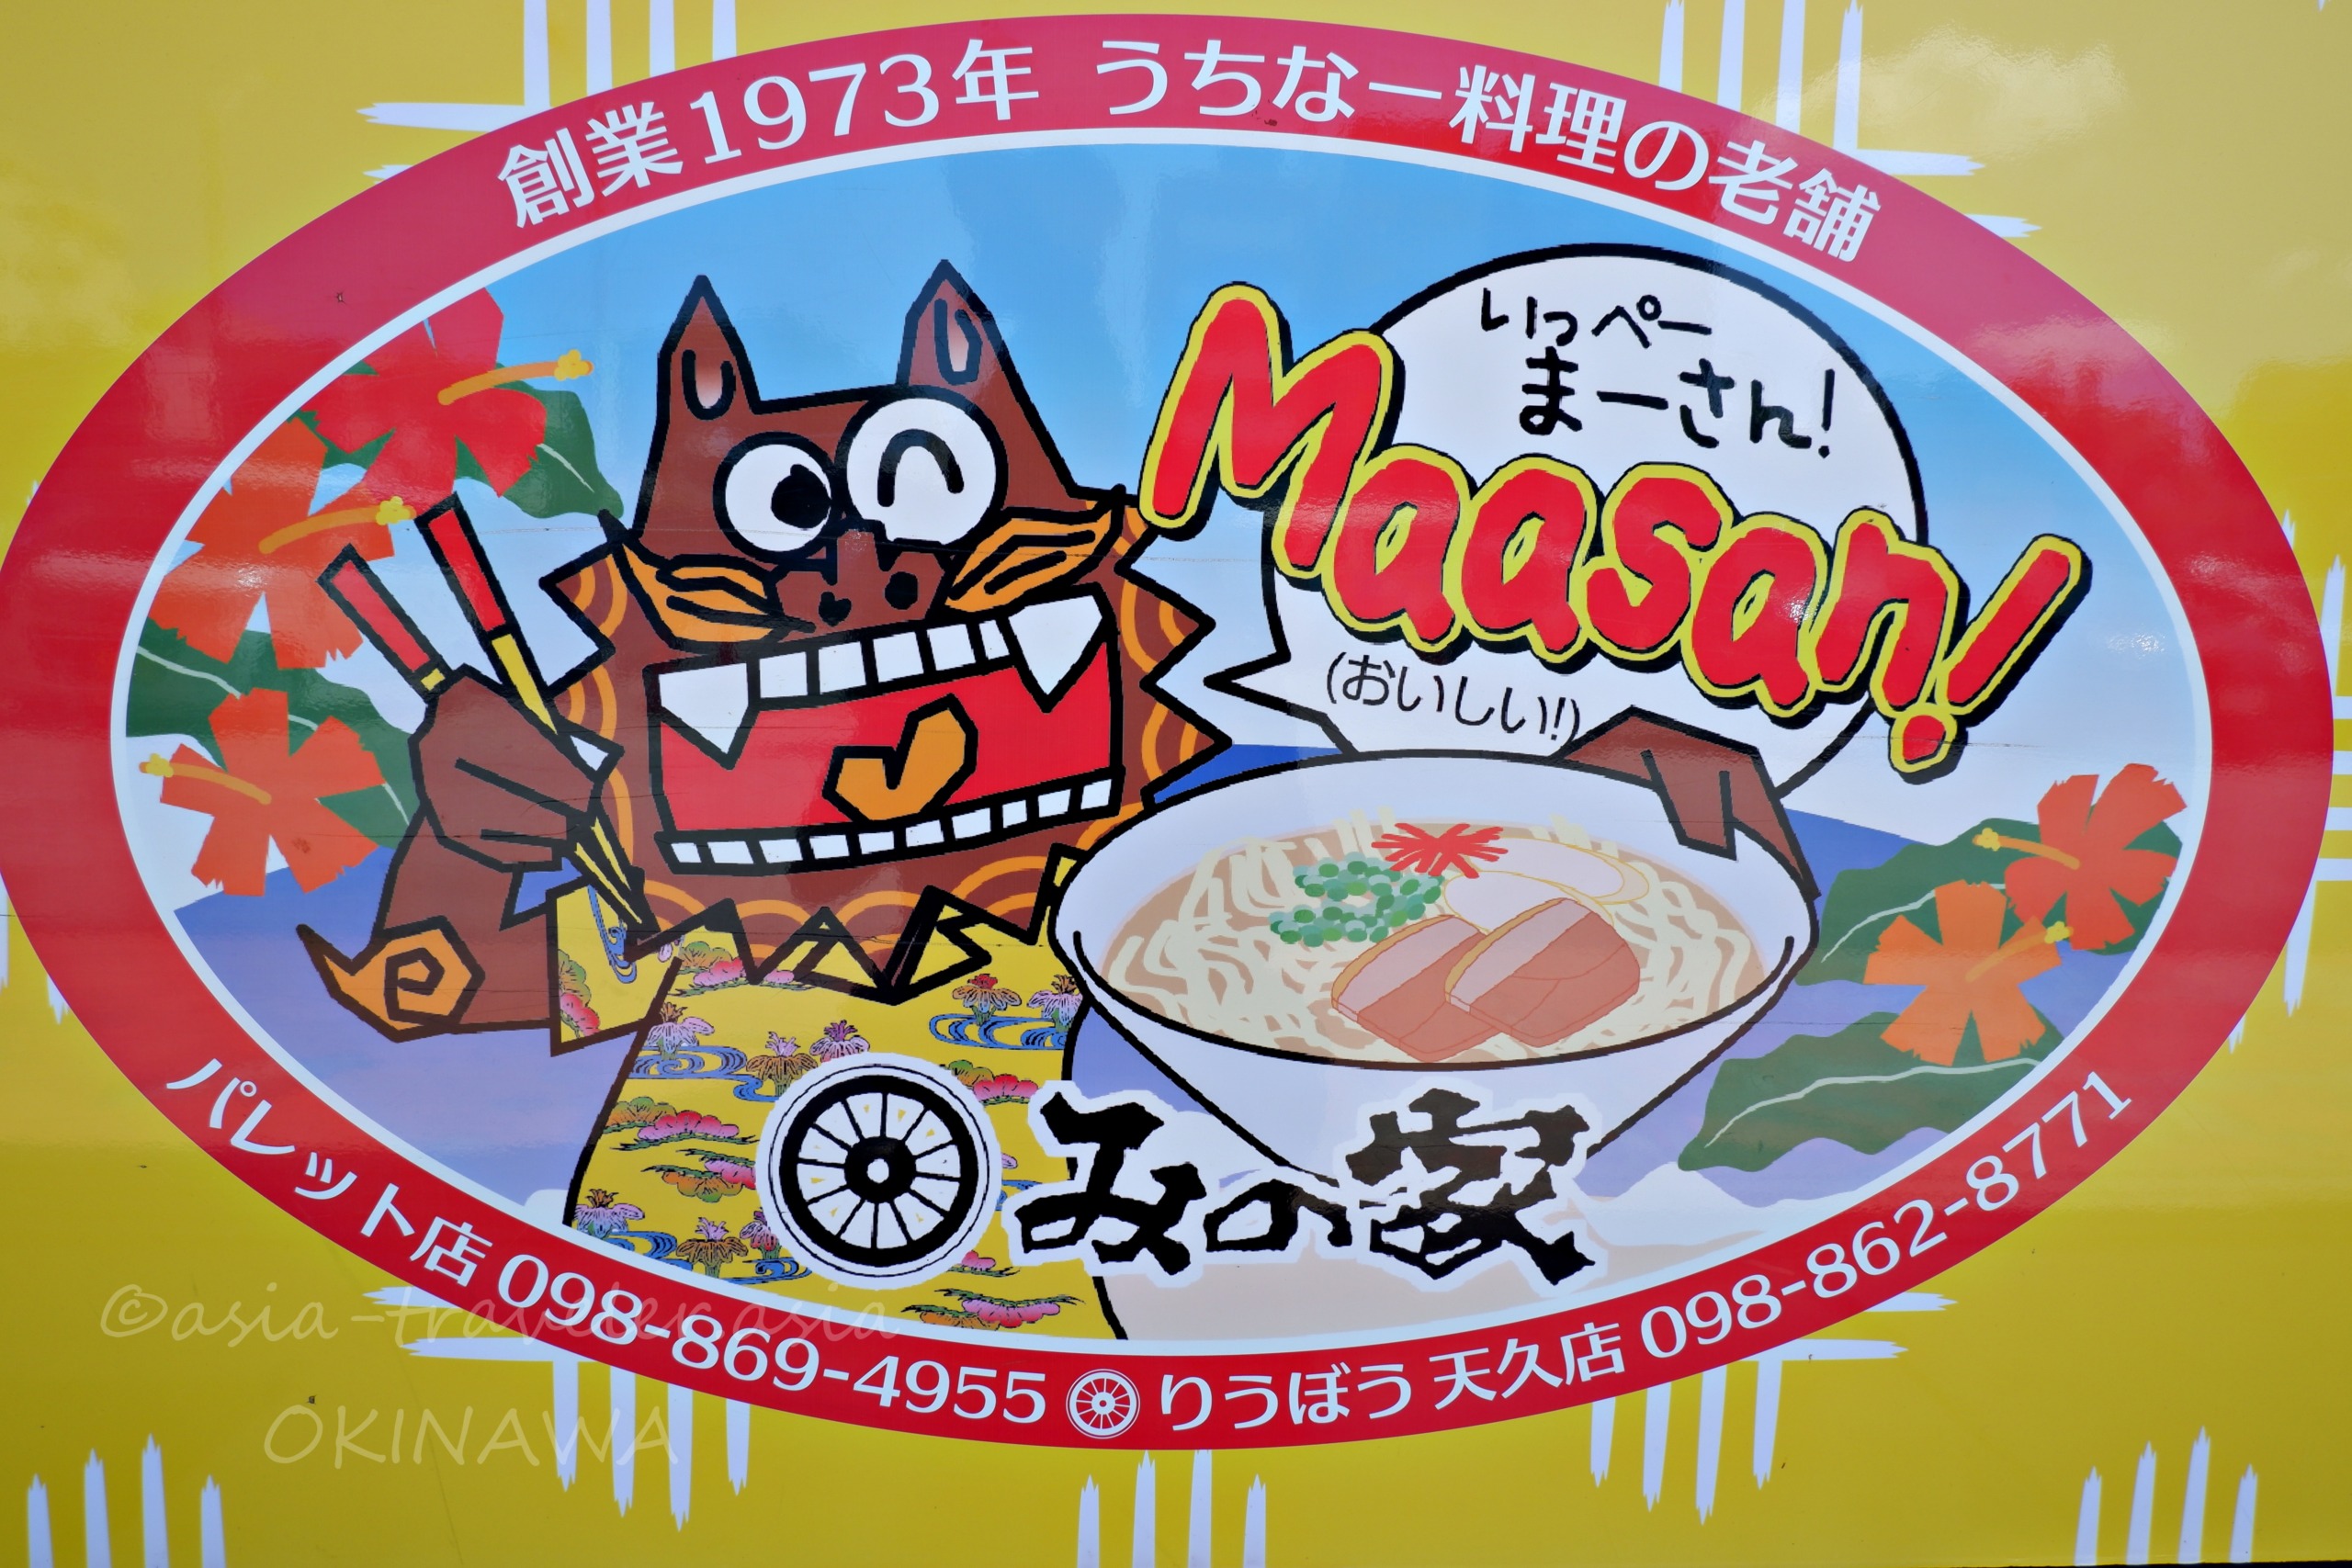 創業1973年 うちなー料理の老舗
いっぺー
まーさん!
Maasan!
(おいしい!!)
みの家
パレット店 098-869-4955 りうぼう 天久店 098-862-8771
©asia-traveler.asia
OKINAWA